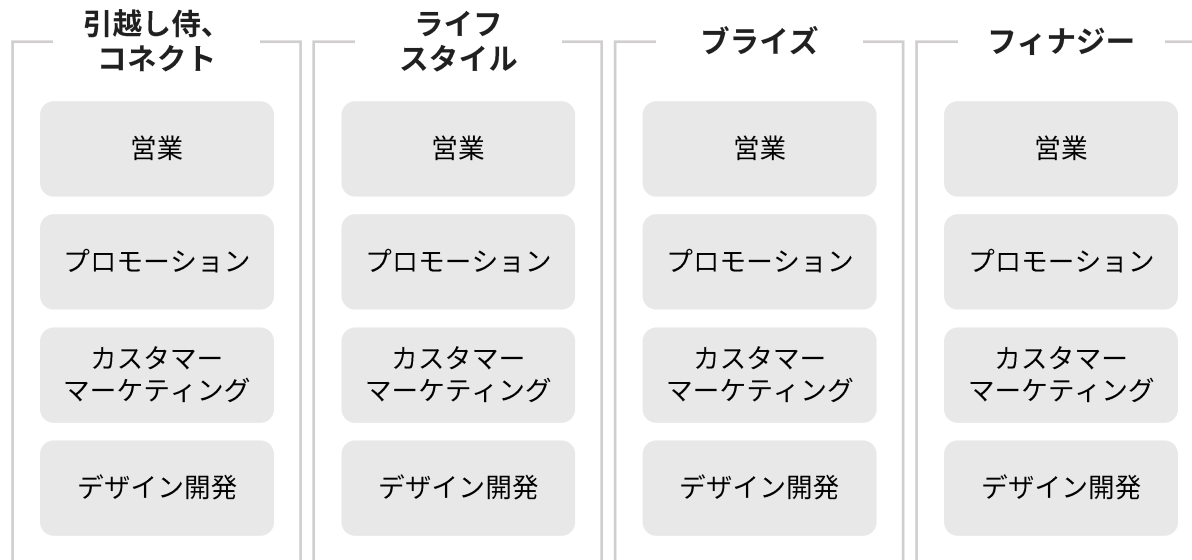 引越し侍、
コネクト
営業
プロモーション
カスタマー
マーケティング
デザイン開発
ライフ
スタイル
営業
プロモーション
カスタマー
マーケティング
デザイン開発
ブライズ
営業
プロモーション
カスタマー
マーケティング
デザイン開発
フィナジー
営業
プロモーション
カスタマー
マーケティング
デザイン開発